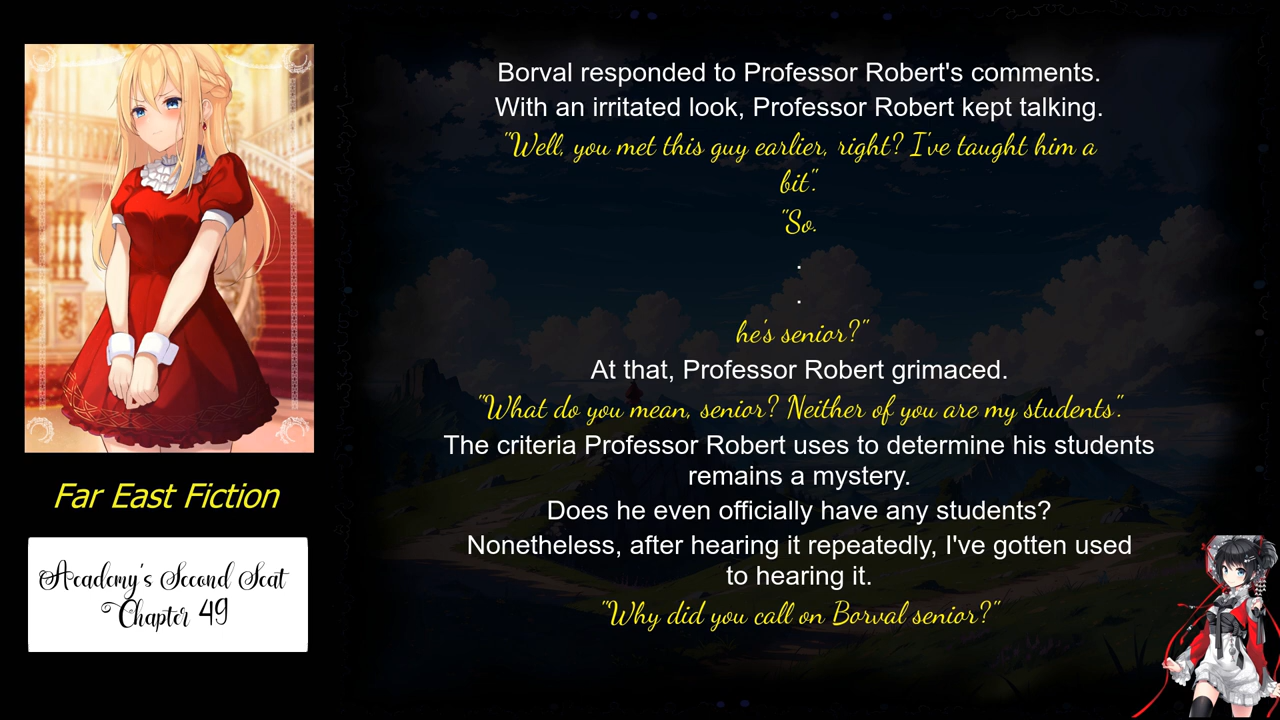 Borval responded to Professor Robert's comments.
With an irritated look, Professor Robert kept talking.
"Well, you met this guy earlier, right? I've taught him a
bit".
"So.
.
.
he's senior?"
At that, Professor Robert grimaced.
"What do you mean, senior? Neither of you are my students".
The criteria Professor Robert uses to determine his students
remains a mystery.
Does he even officially have any students?
Nonetheless, after hearing it repeatedly, I've gotten used
to hearing it.
"Why did you call on Borval senior?"
Far East Fiction
Academy's Second Seat
Chapter 49